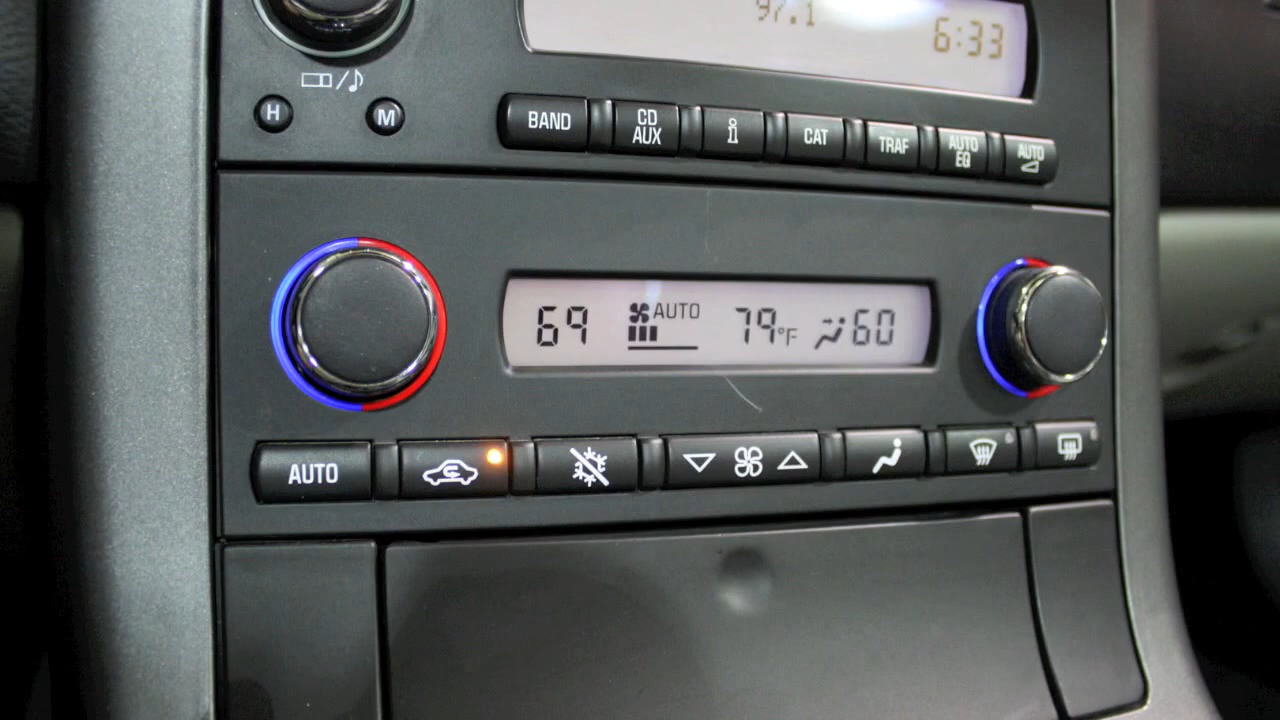 97.1
6:33
H M
BAND CD AUX i CAT TRAF AUTO EQ AUTO
69 AUTO 79°F 60
AUTO